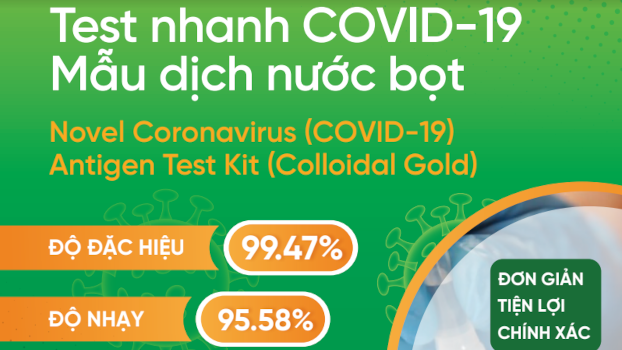 Test nhanh COVID-19
Mẫu dịch nước bọt
Novel Coronavirus (COVID-19)
Antigen Test Kit (Colloidal Gold)
ĐỘ ĐẶC HIỆU 99.47%
ĐỘ NHẠY 95.58%
ĐƠN GIẢN
TIỆN LỢI
CHÍNH XÁC